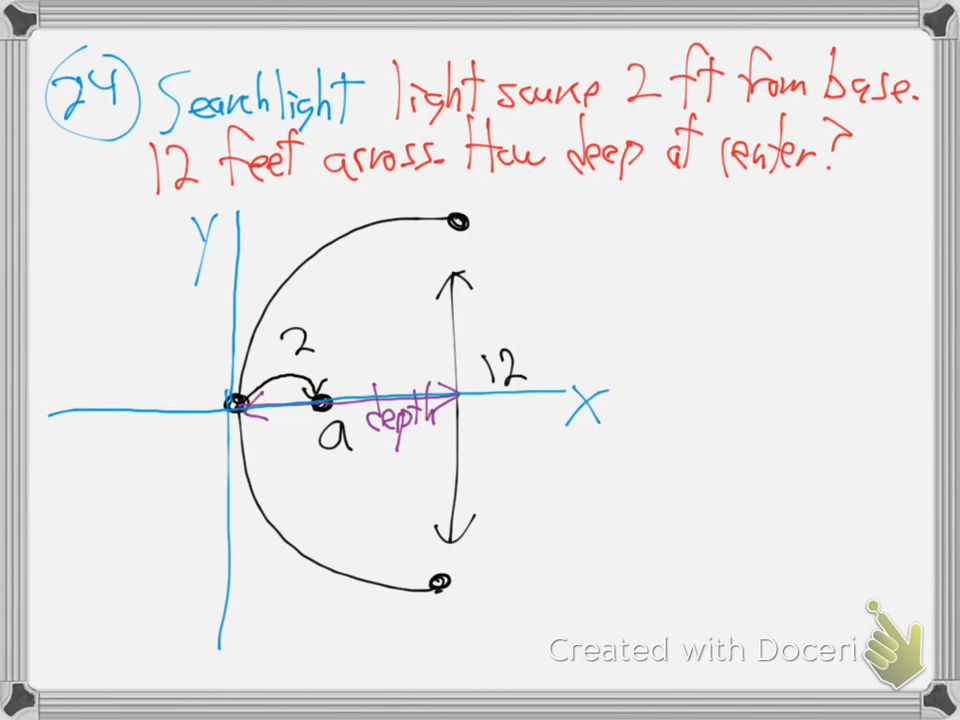 24 Searchlight light source 2 ft from base.
12 feet across. How deep at center?
y
2
12
depth
x
a
Created with Doceri